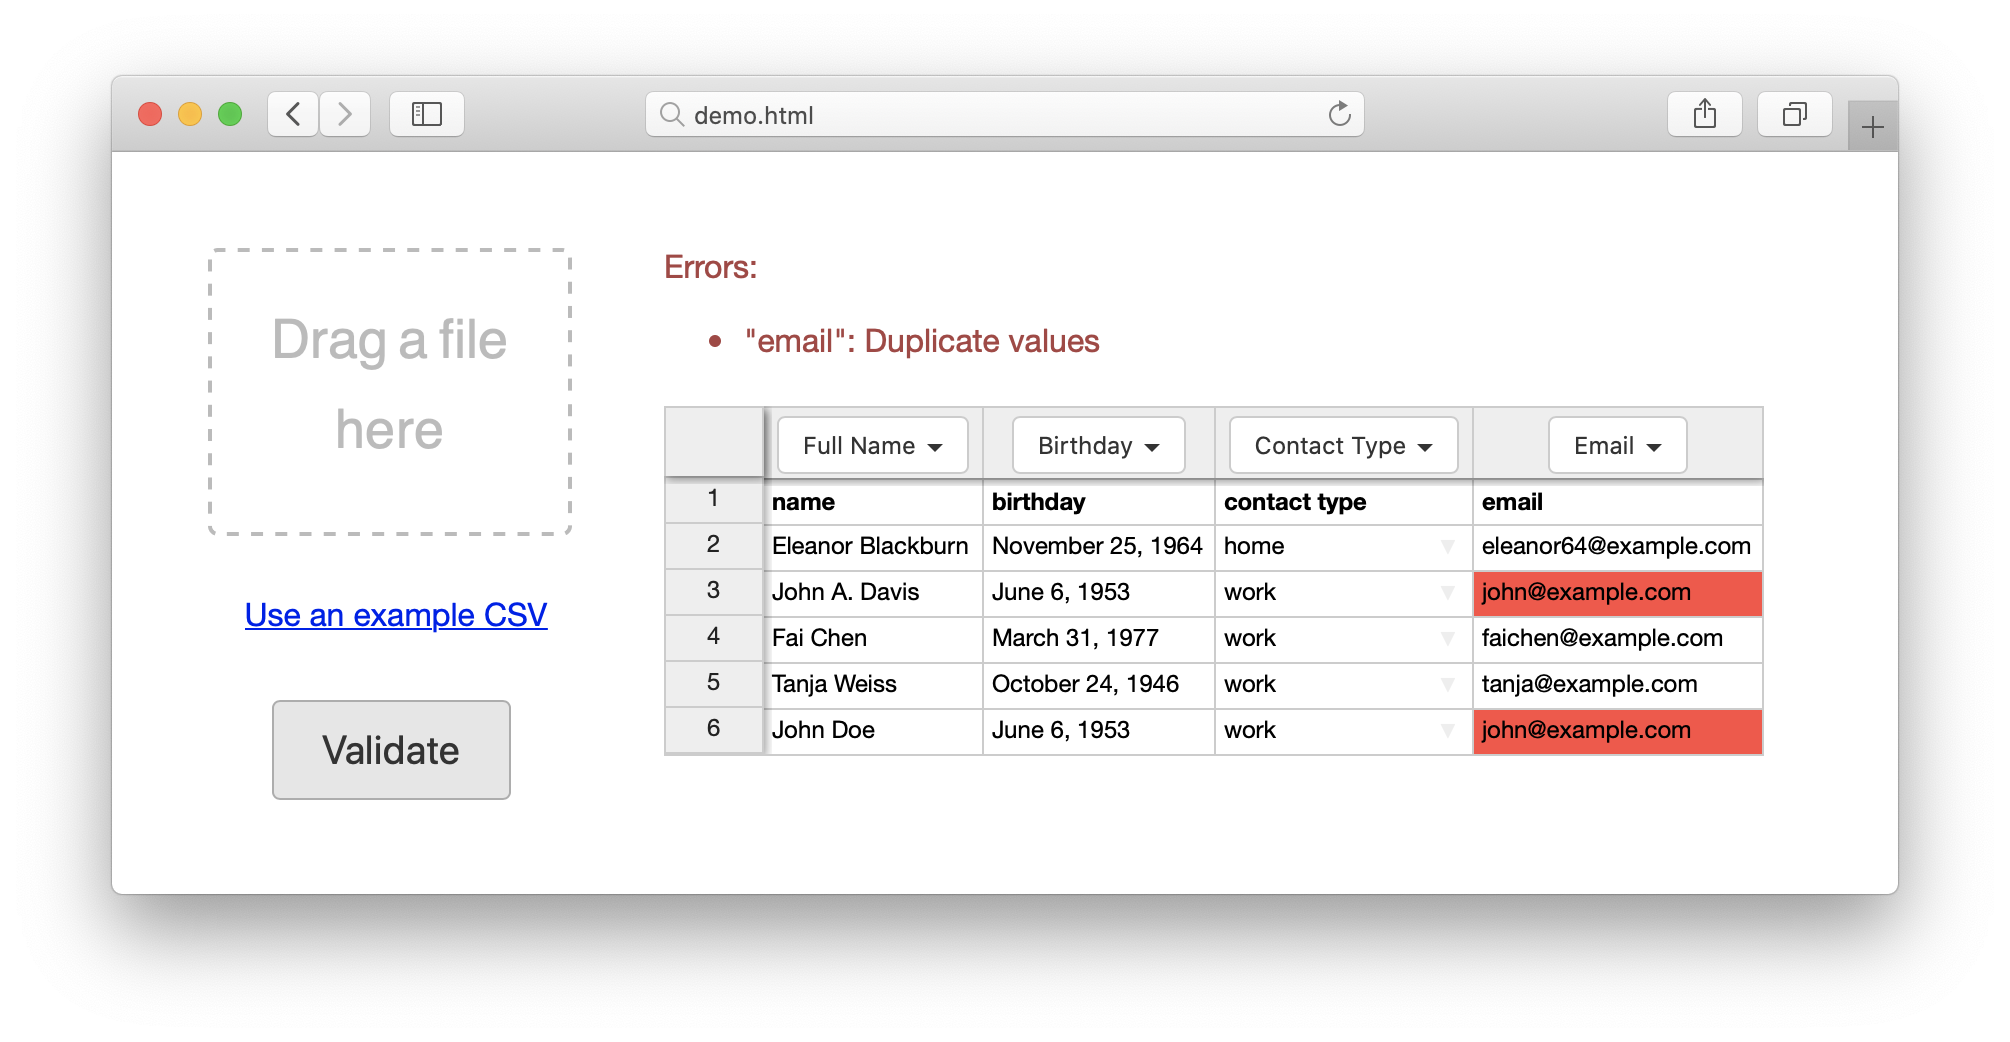 demo.html
Drag a file
here
Use an example CSV
Validate
Errors:
• "email": Duplicate values
Full Name Birthday Contact Type Email
1 name birthday contact type email
2 Eleanor Blackburn November 25, 1964 home eleanor64@example.com
3 John A. Davis June 6, 1953 work john@example.com
4 Fai Chen March 31, 1977 work faichen@example.com
5 Tanja Weiss October 24, 1946 work tanja@example.com
6 John Doe June 6, 1953 work john@example.com